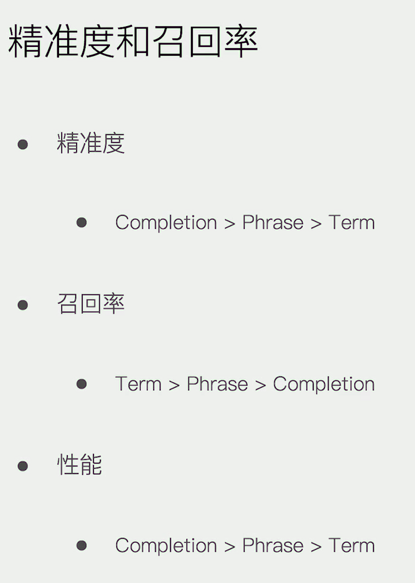 精准度和召回率
● 精准度
● Completion > Phrase > Term
● 召回率
● Term > Phrase > Completion
● 性能
● Completion > Phrase > Term